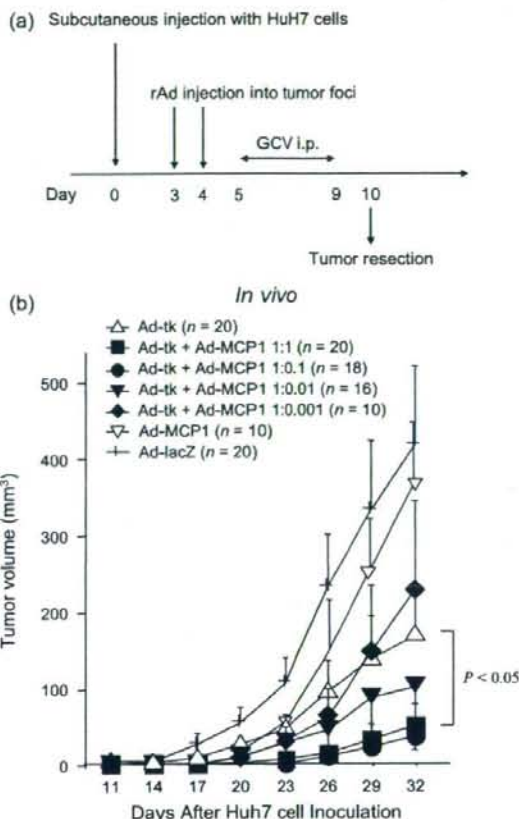 (a) Subcutaneous injection with HuH7 cells
rAd injection into tumor foci
GCV i.p.
Day 0 3 4 5 9 10
Tumor resection
(b) In vivo
Ad-tk (n = 20)
Ad-tk + Ad-MCP1 1:1 (n = 20)
Ad-tk + Ad-MCP1 1:0.1 (n = 18)
Ad-tk + Ad-MCP1 1:0.01 (n = 16)
Ad-tk + Ad-MCP1 1:0.001 (n = 10)
Ad-MCP1 (n = 10)
Ad-lacZ (n = 20)
Tumor volume (mm³)
500
400
300
200
100
0
P < 0.05
11 14 17 20 23 26 29 32
Days After Huh7 cell Inoculation